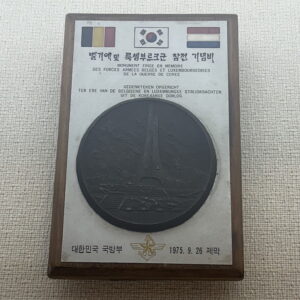 벨기에 및 룩셈부르크군 참전 기념비
MONUMENT ERIGE EN MEMOIRE
DES FORCES ARMEES BELGES ET LUXEMBOURGEOISES
DE LA GUERRE DE COREE
GEDENKTEKEN OPGERICHT
TER ERE VAN DE BELGISCHE EN LUXEMBURGSE STRIJDKRACHTEN
UIT DE KOREAANSE OORLOG
대한민국 국방부
1975. 9. 26 제막